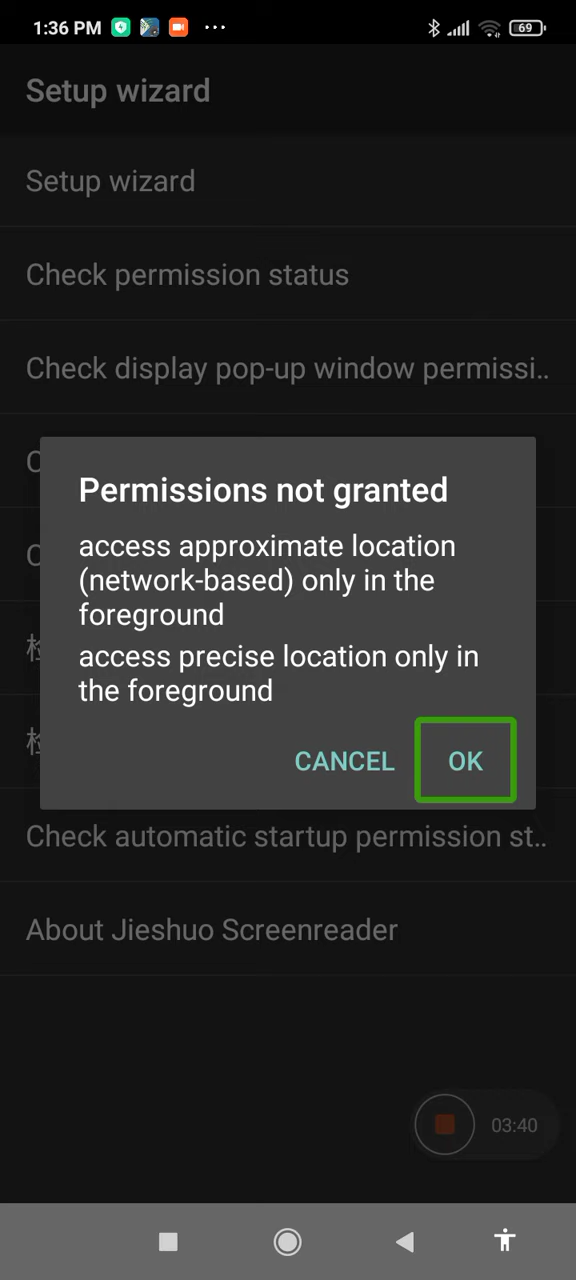 1:36 PM
69
Setup wizard
Setup wizard
Check permission status
Check display pop-up window permissi..
Permissions not granted
access approximate location
(network-based) only in the
foreground
access precise location only in
the foreground
CANCEL OK
Check automatic startup permission st..
About Jieshuo Screenreader
03:40